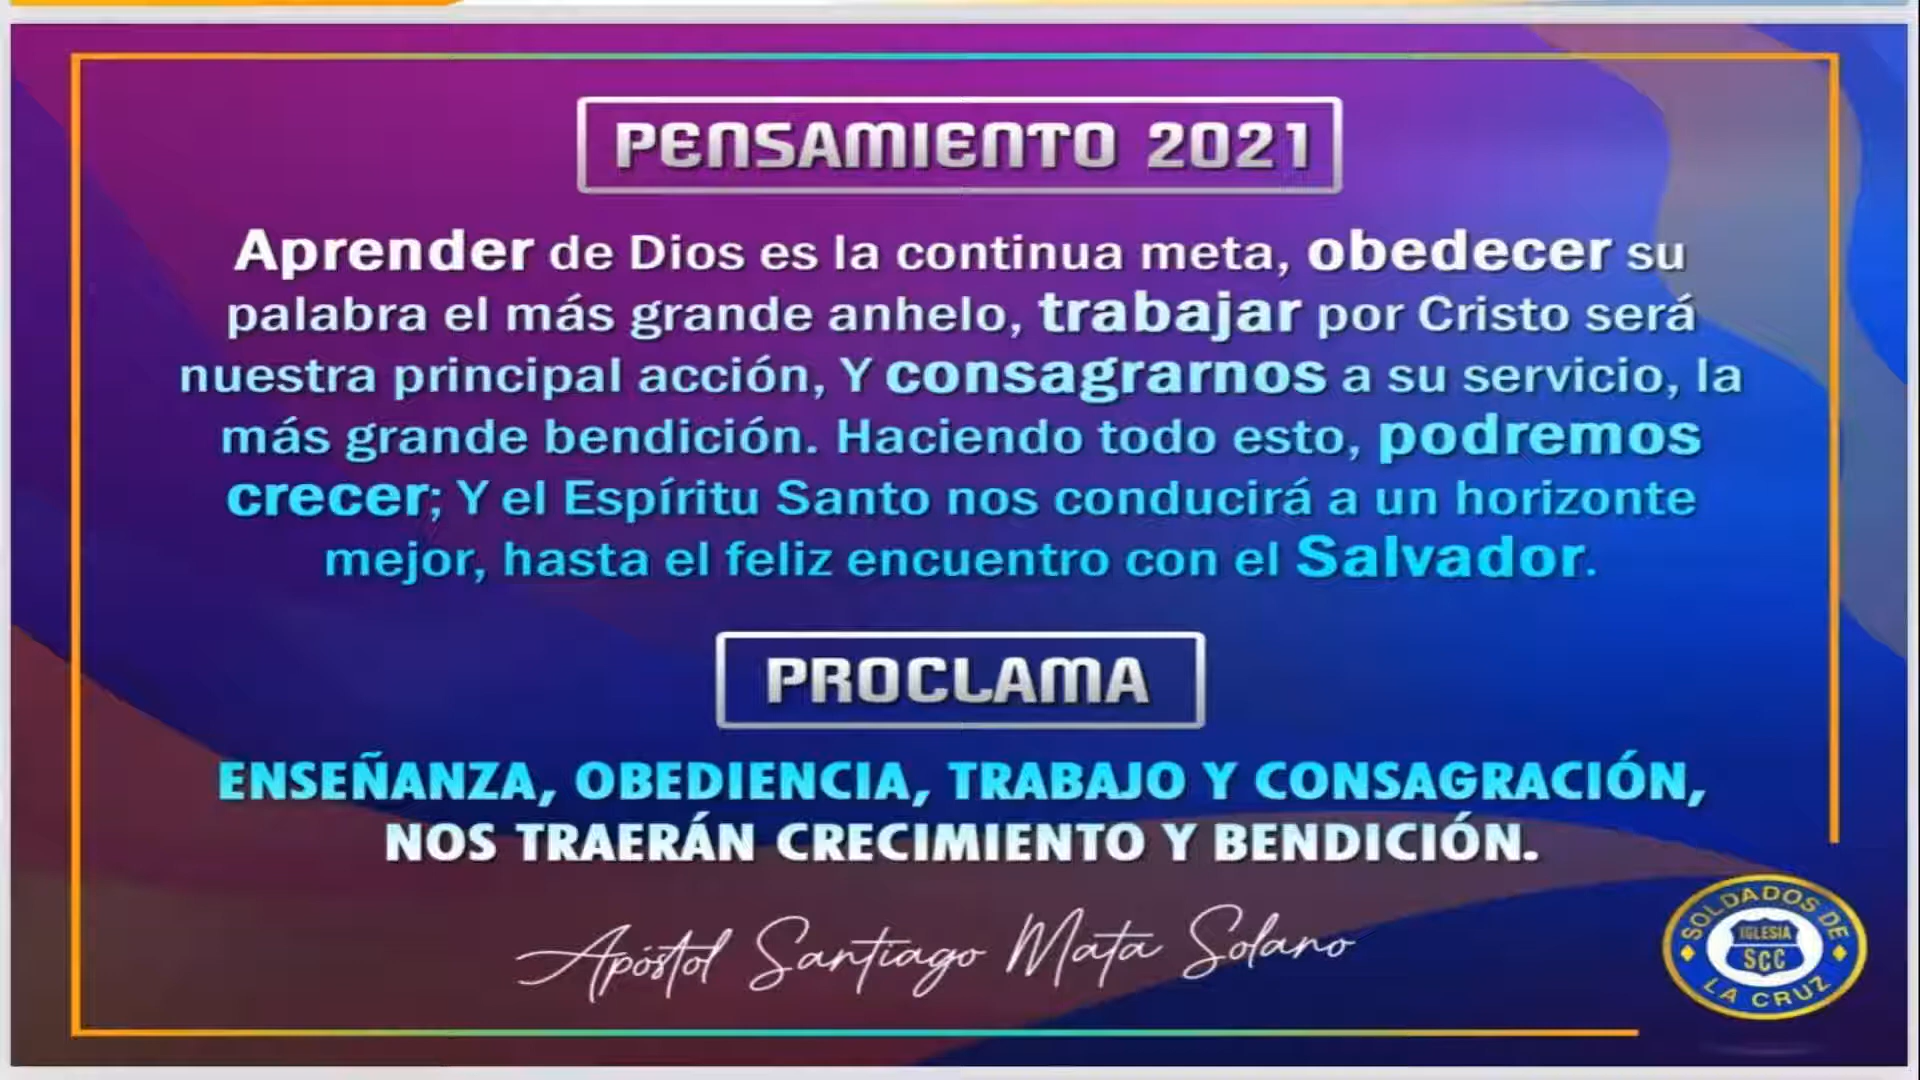 PENSAMIENTO 2021
Aprender de Dios es la continua meta, obedecer su
palabra el más grande anhelo, trabajar por Cristo será
nuestra principal acción, Y consagrarnos a su servicio, la
más grande bendición. Haciendo todo esto, podremos
crecer; Y el Espíritu Santo nos conducirá a un horizonte
mejor, hasta el feliz encuentro con el Salvador.
PROCLAMA
ENSEÑANZA, OBEDIENCIA, TRABAJO Y CONSAGRACIÓN,
NOS TRAERÁN CRECIMIENTO Y BENDICIÓN.
Apóstol Santiago Mata Solano
SOLDADOS DE
IGLESIA
SCC
LA CRUZ